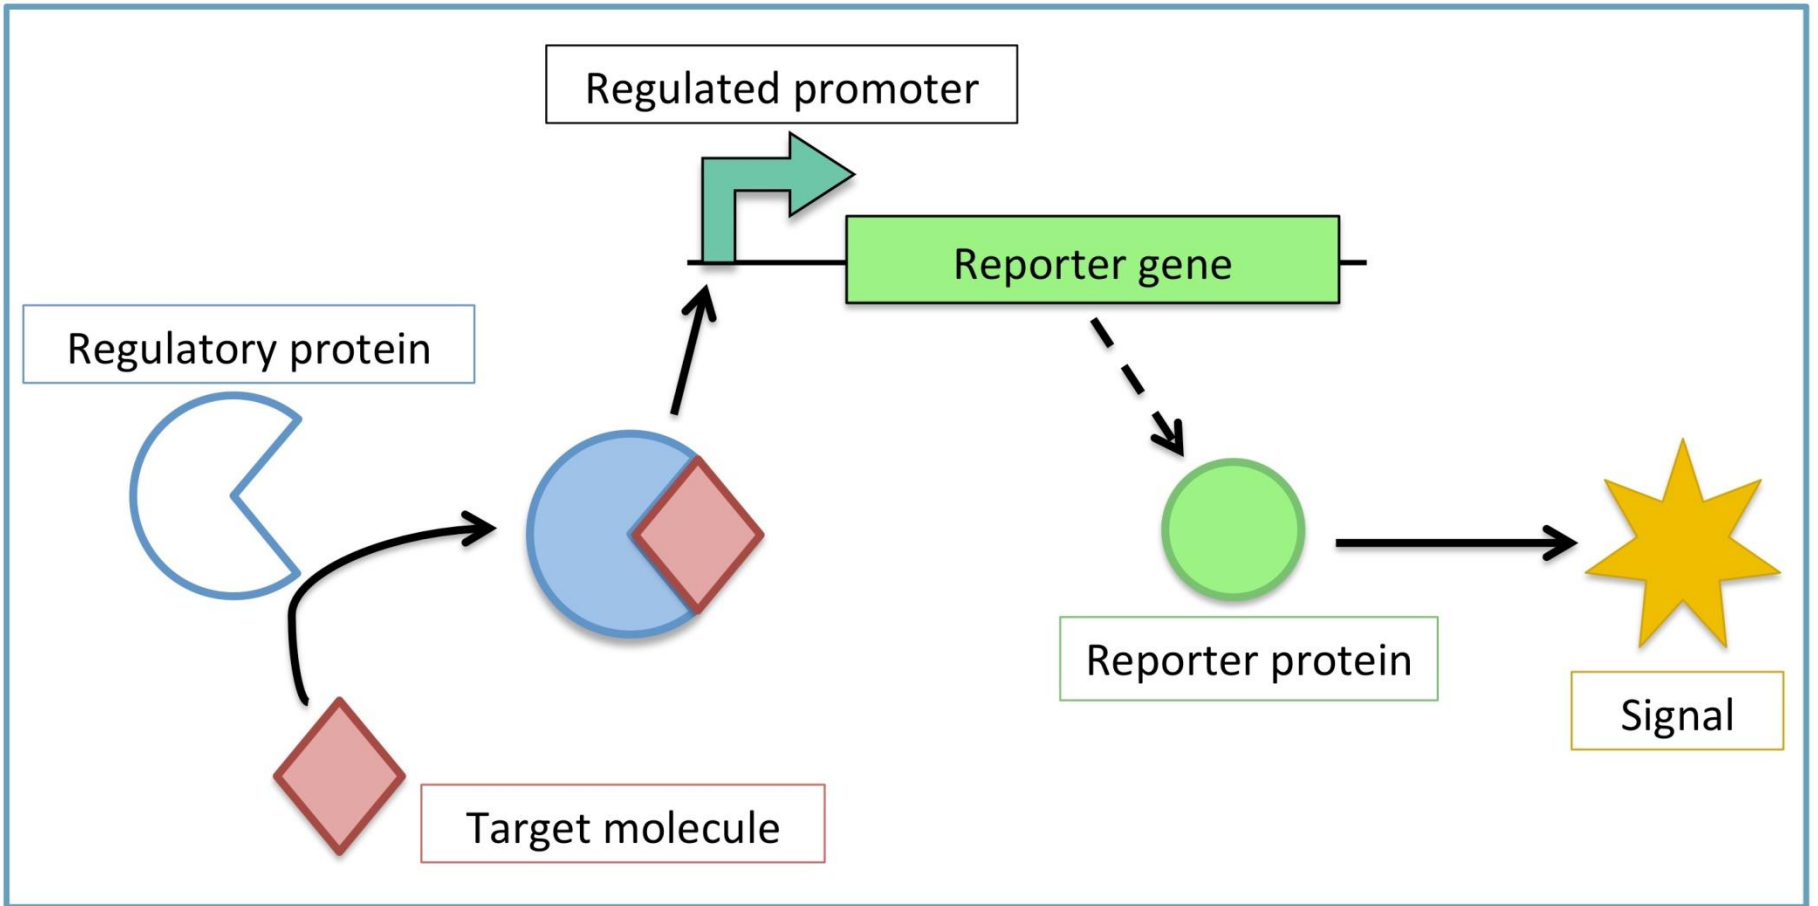 Regulated promoter
Reporter gene
Regulatory protein
Reporter protein
Signal
Target molecule